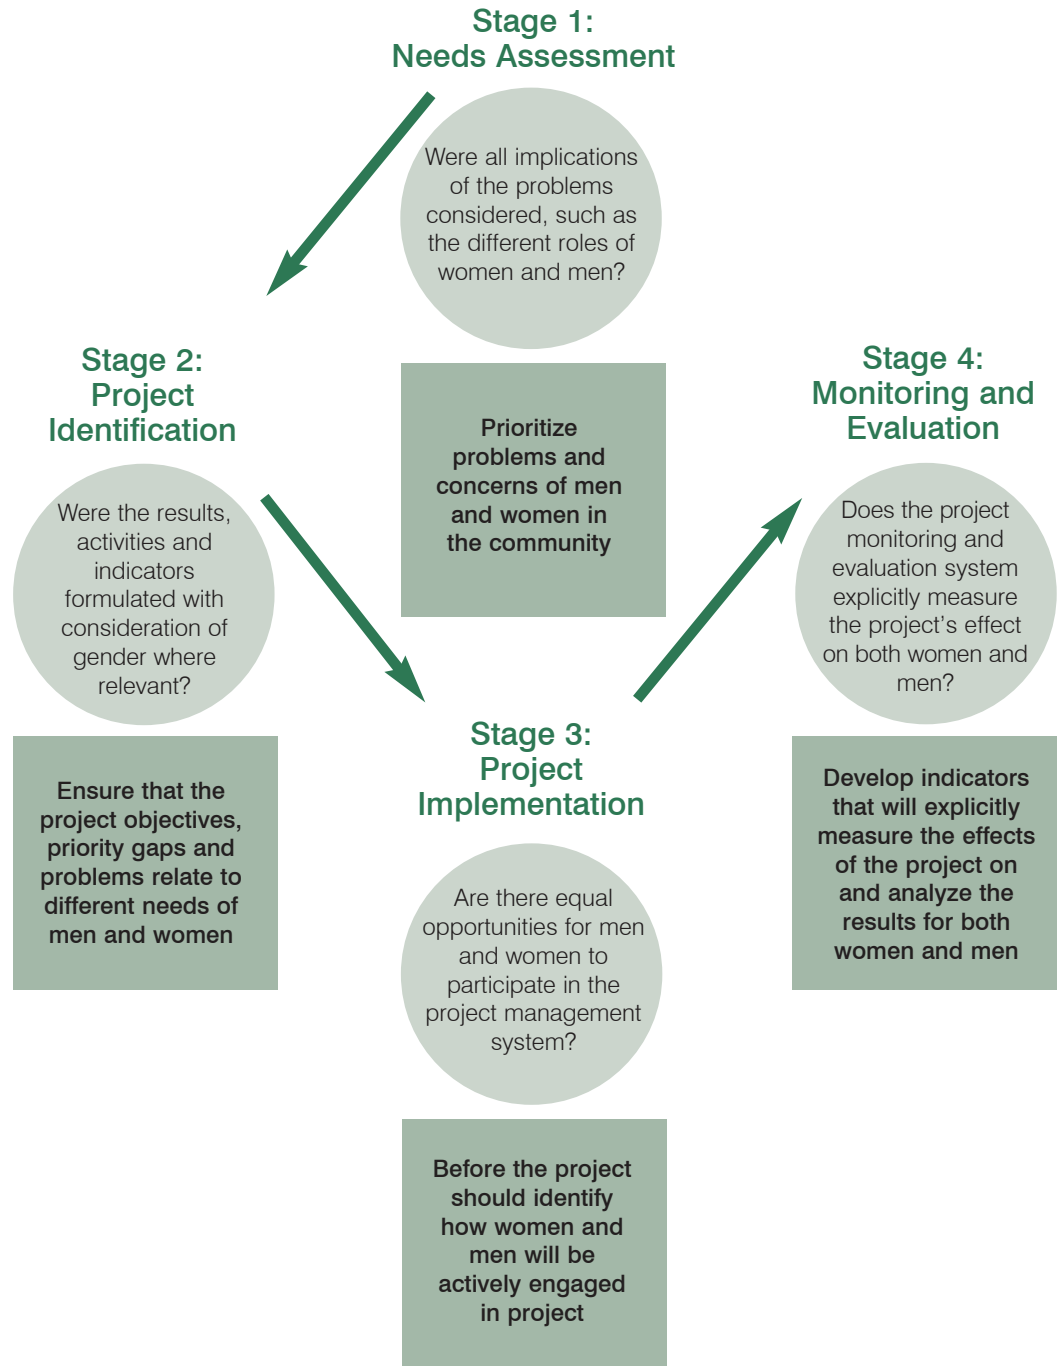 Stage 1:
Needs Assessment
Were all implications
of the problems
considered, such as
the different roles of
women and men?
Prioritize
problems and
concerns of men
and women in
the community
Stage 2:
Project
Identification
Were the results,
activities and
indicators
formulated with
consideration of
gender where
relevant?
Ensure that the
project objectives,
priority gaps and
problems relate to
different needs of
men and women
Stage 3:
Project
Implementation
Are there equal
opportunities for men
and women to
participate in the
project management
system?
Before the project
should identify
how women and
men will be
actively engaged
in project
Stage 4:
Monitoring and
Evaluation
Does the project
monitoring and
evaluation system
explicitly measure
the project’s effect
on both women and
men?
Develop indicators
that will explicitly
measure the effects
of the project on
and analyze the
results for both
women and men